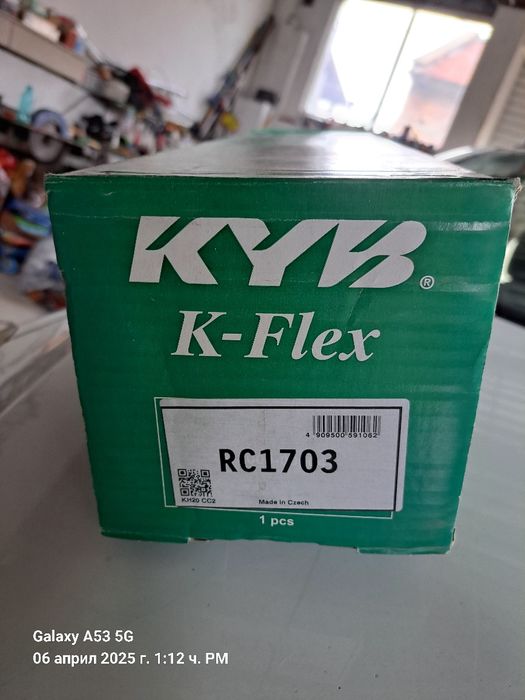 KYB®
K-Flex
4 909500 591062
RC1703
KH20 CC2
Made in Czech
1 pcs
Galaxy A53 5G
06 април 2025 г. 1:12 ч. PM